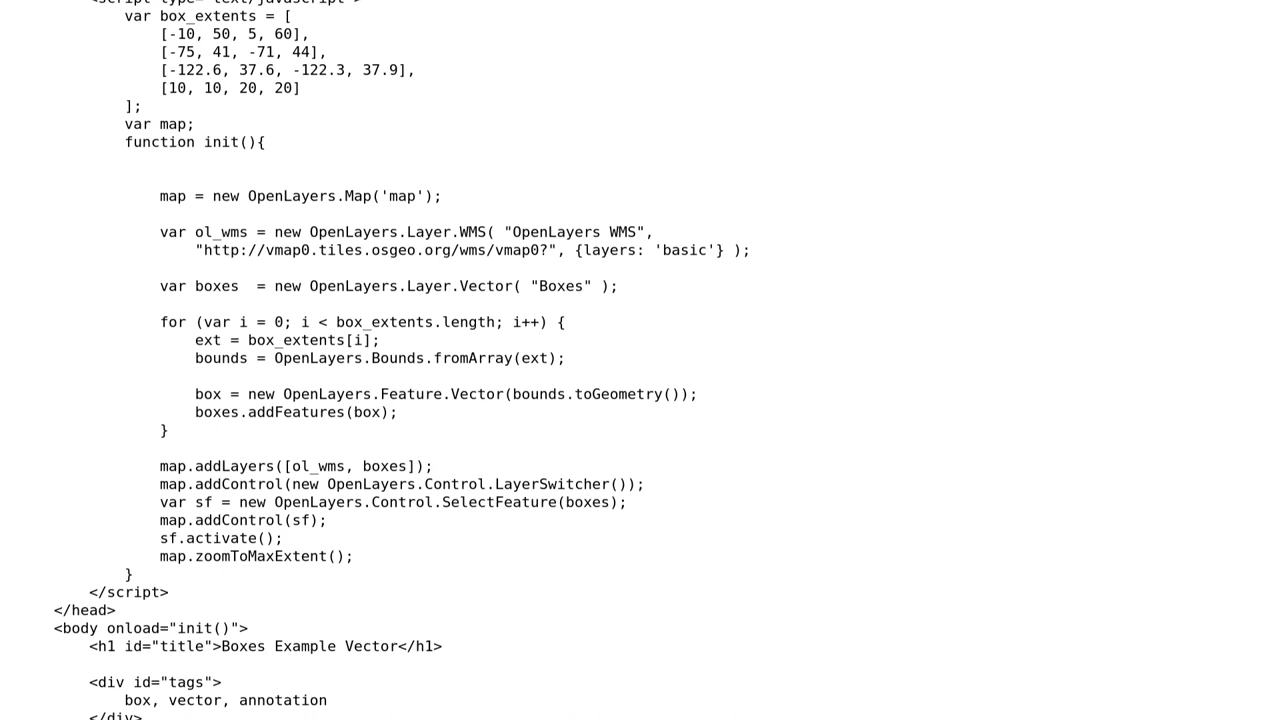 <script type="text/javascript">
var box_extents = [
[-10, 50, 5, 60],
[-75, 41, -71, 44],
[-122.6, 37.6, -122.3, 37.9],
[10, 10, 20, 20]
];
var map;
function init(){
map = new OpenLayers.Map('map');
var ol_wms = new OpenLayers.Layer.WMS( "OpenLayers WMS",
"http://vmap0.tiles.osgeo.org/wms/vmap0?", {layers: 'basic'} );
var boxes  = new OpenLayers.Layer.Vector( "Boxes" );
for (var i = 0; i < box_extents.length; i++) {
ext = box_extents[i];
bounds = OpenLayers.Bounds.fromArray(ext);
box = new OpenLayers.Feature.Vector(bounds.toGeometry());
boxes.addFeatures(box);
}
map.addLayers([ol_wms, boxes]);
map.addControl(new OpenLayers.Control.LayerSwitcher());
var sf = new OpenLayers.Control.SelectFeature(boxes);
map.addControl(sf);
sf.activate();
map.zoomToMaxExtent();
}
</script>
</head>
<body onload="init()">
<h1 id="title">Boxes Example Vector</h1>
<div id="tags">
box, vector, annotation
</div>